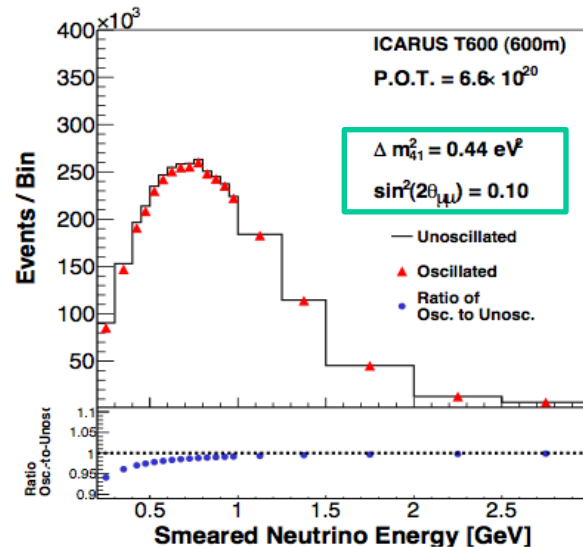 ×10³
400
350
300
250
200
150
100
50
Events / Bin
ICARUS T600 (600m)
P.O.T. = 6.6× 10²⁰
Δ m²₄₁ = 0.44 eV²
sin²(2θμμ) = 0.10
— Unoscillated
▲ Oscillated
● Ratio of
Osc. to Unosc.
Ratio
Osc.-to-Unosc
1.1
1.05
1
0.95
0.9
0.5 1 1.5 2 2.5
Smeared Neutrino Energy [GeV]